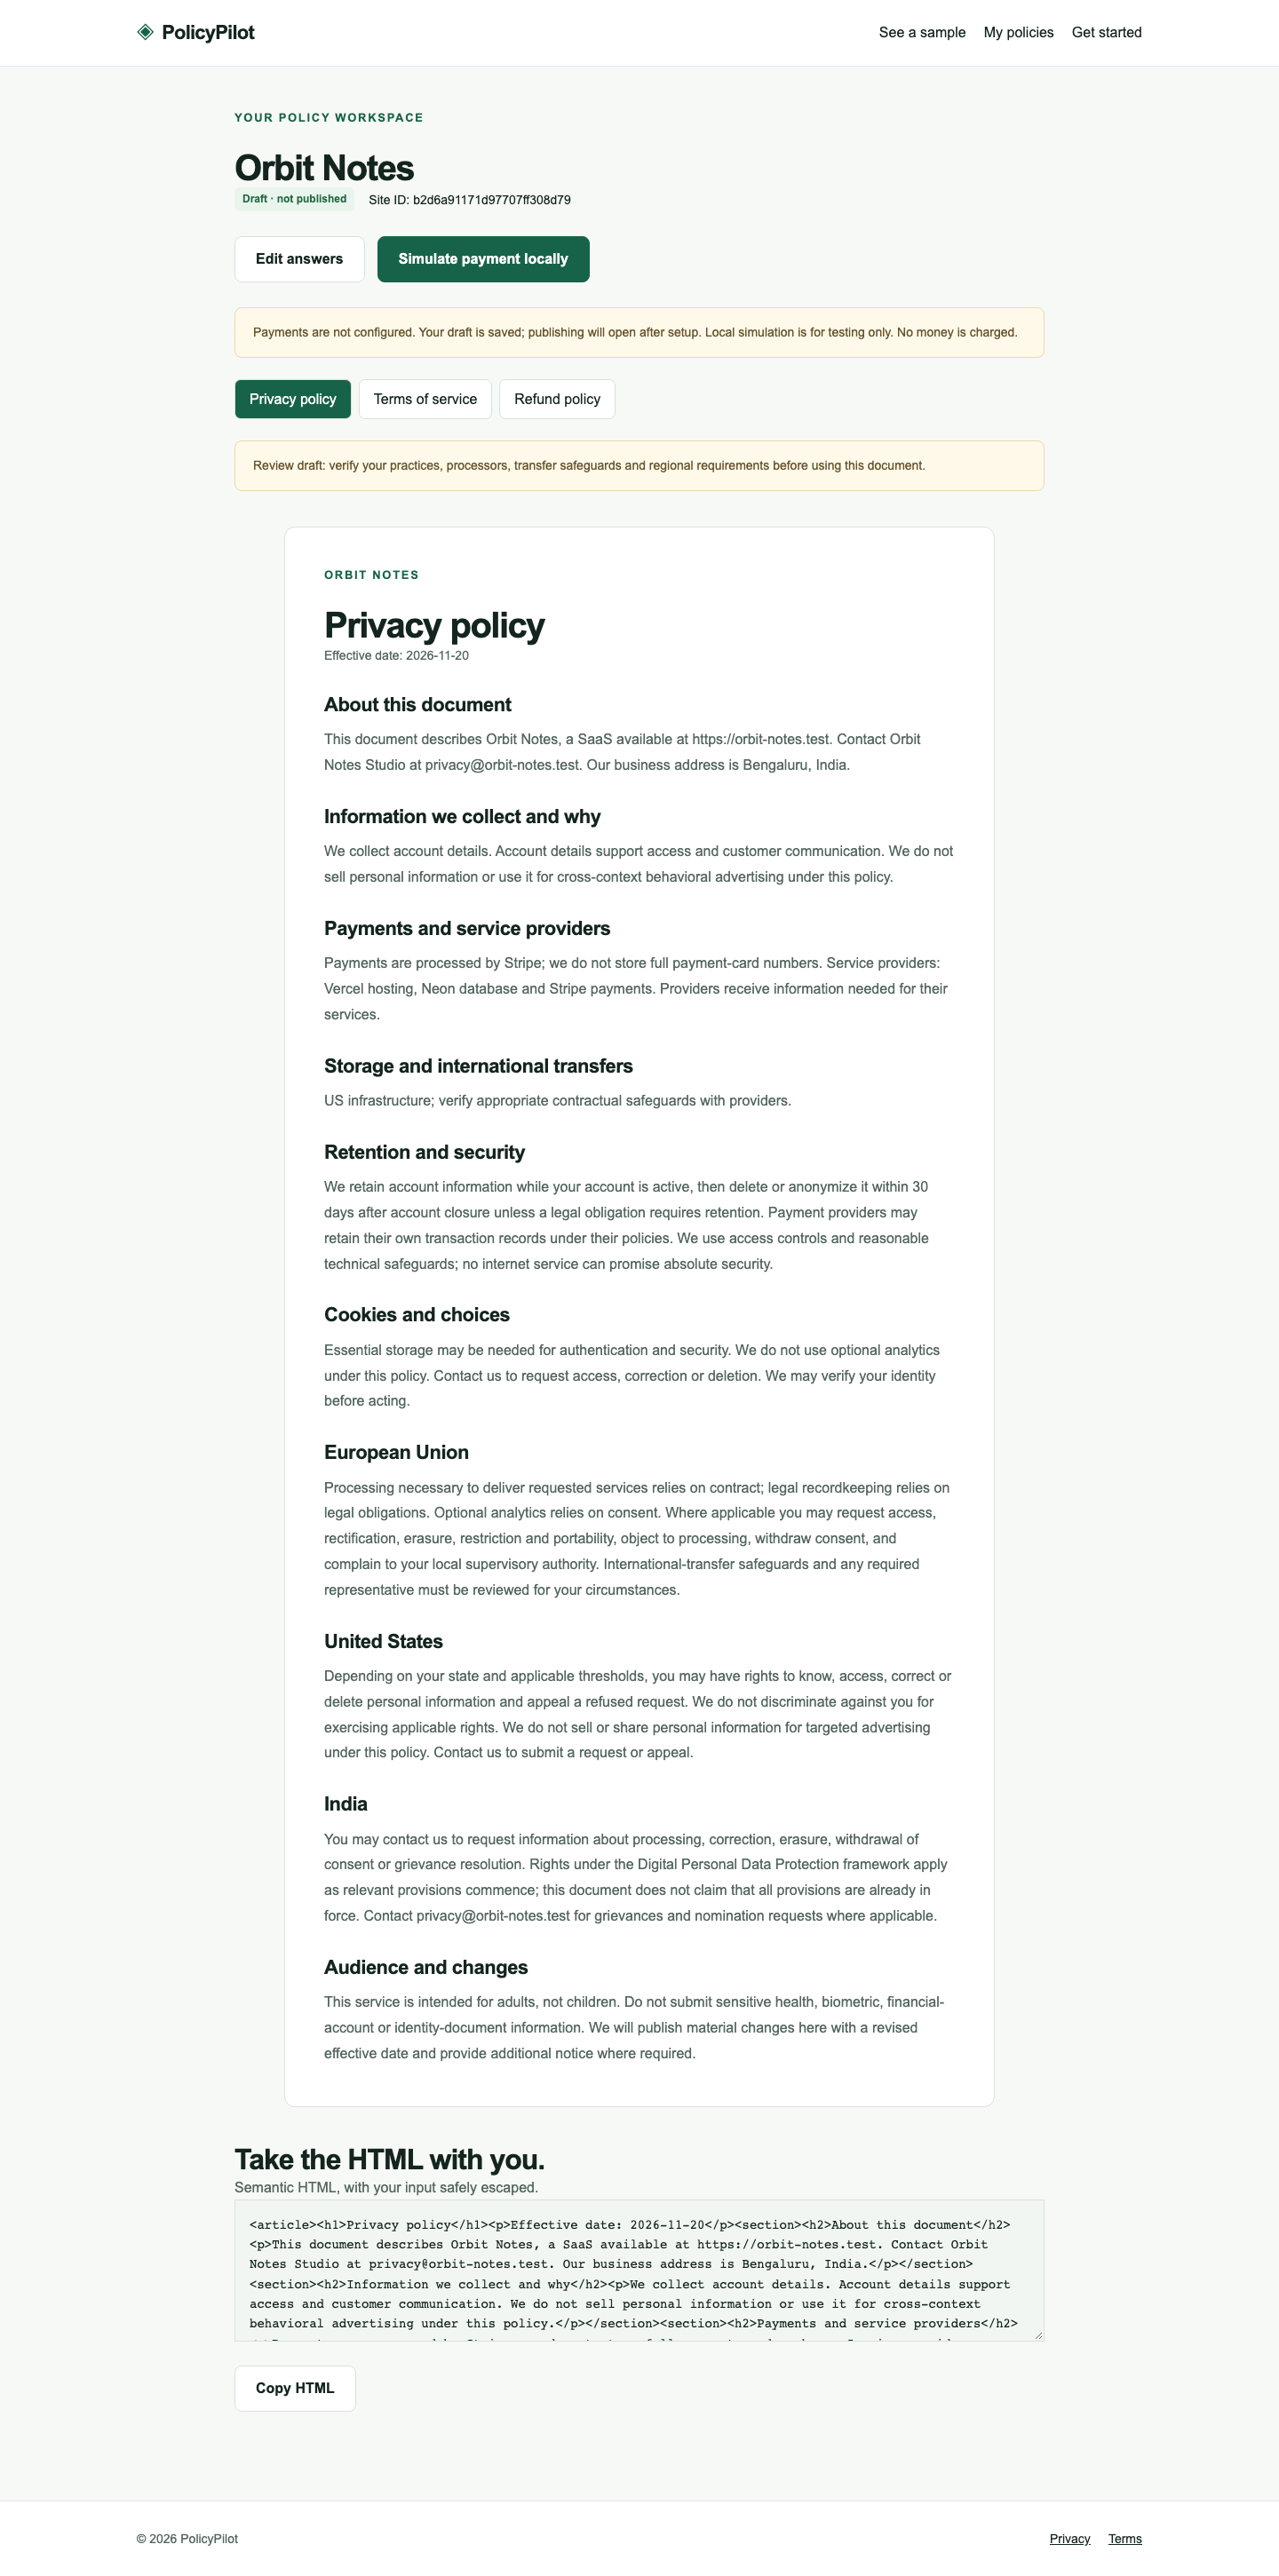 PolicyPilot
See a sample My policies Get started
YOUR POLICY WORKSPACE
Orbit Notes
Draft · not published Site ID: b2d6a91171d97707ff308d79
Edit answers Simulate payment locally
Payments are not configured. Your draft is saved; publishing will open after setup. Local simulation is for testing only. No money is charged.
Privacy policy Terms of service Refund policy
Review draft: verify your practices, processors, transfer safeguards and regional requirements before using this document.
ORBIT NOTES
Privacy policy
Effective date: 2026-11-20
About this document
This document describes Orbit Notes, a SaaS available at https://orbit-notes.test. Contact Orbit
Notes Studio at privacy@orbit-notes.test. Our business address is Bengaluru, India.
Information we collect and why
We collect account details. Account details support access and customer communication. We do not
sell personal information or use it for cross-context behavioral advertising under this policy.
Payments and service providers
Payments are processed by Stripe; we do not store full payment-card numbers. Service providers:
Vercel hosting, Neon database and Stripe payments. Providers receive information needed for their
services.
Storage and international transfers
US infrastructure; verify appropriate contractual safeguards with providers.
Retention and security
We retain account information while your account is active, then delete or anonymize it within 30
days after account closure unless a legal obligation requires retention. Payment providers may
retain their own transaction records under their policies. We use access controls and reasonable
technical safeguards; no internet service can promise absolute security.
Cookies and choices
Essential storage may be needed for authentication and security. We do not use optional analytics
under this policy. Contact us to request access, correction or deletion. We may verify your identity
before acting.
European Union
Processing necessary to deliver requested services relies on contract; legal recordkeeping relies on
legal obligations. Optional analytics relies on consent. Where applicable you may request access,
rectification, erasure, restriction and portability, object to processing, withdraw consent, and
complain to your local supervisory authority. International-transfer safeguards and any required
representative must be reviewed for your circumstances.
United States
Depending on your state and applicable thresholds, you may have rights to know, access, correct or
delete personal information and appeal a refused request. We do not discriminate against you for
exercising applicable rights. We do not sell or share personal information for targeted advertising
under this policy. Contact us to submit a request or appeal.
India
You may contact us to request information about processing, correction, erasure, withdrawal of
consent or grievance resolution. Rights under the Digital Personal Data Protection framework apply
as relevant provisions commence; this document does not claim that all provisions are already in
force. Contact privacy@orbit-notes.test for grievances and nomination requests where applicable.
Audience and changes
This service is intended for adults, not children. Do not submit sensitive health, biometric, financial-
account or identity-document information. We will publish material changes here with a revised
effective date and provide additional notice where required.
Take the HTML with you.
Semantic HTML, with your input safely escaped.
<article><h1>Privacy policy</h1><p>Effective date: 2026-11-20</p><section><h2>About this document</h2>
<p>This document describes Orbit Notes, a SaaS available at https://orbit-notes.test. Contact Orbit
Notes Studio at privacy@orbit-notes.test. Our business address is Bengaluru, India.</p></section>
<section><h2>Information we collect and why</h2><p>We collect account details. Account details support
access and customer communication. We do not sell personal information or use it for cross-context
behavioral advertising under this policy.</p></section><section><h2>Payments and service providers</h2>
Copy HTML
© 2026 PolicyPilot
Privacy Terms